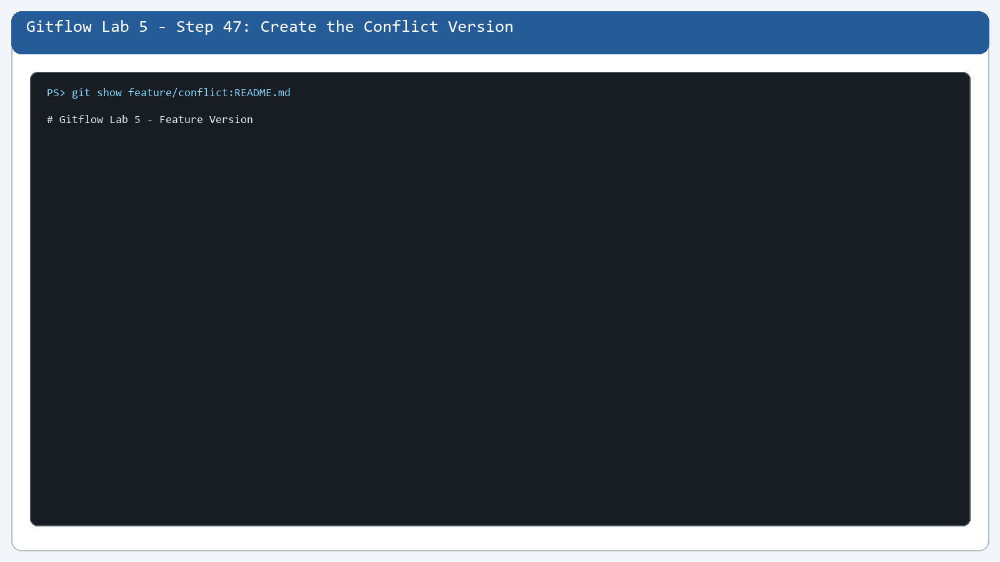 Gitflow Lab 5 - Step 47: Create the Conflict Version
PS> git show feature/conflict:README.md
# Gitflow Lab 5 - Feature Version